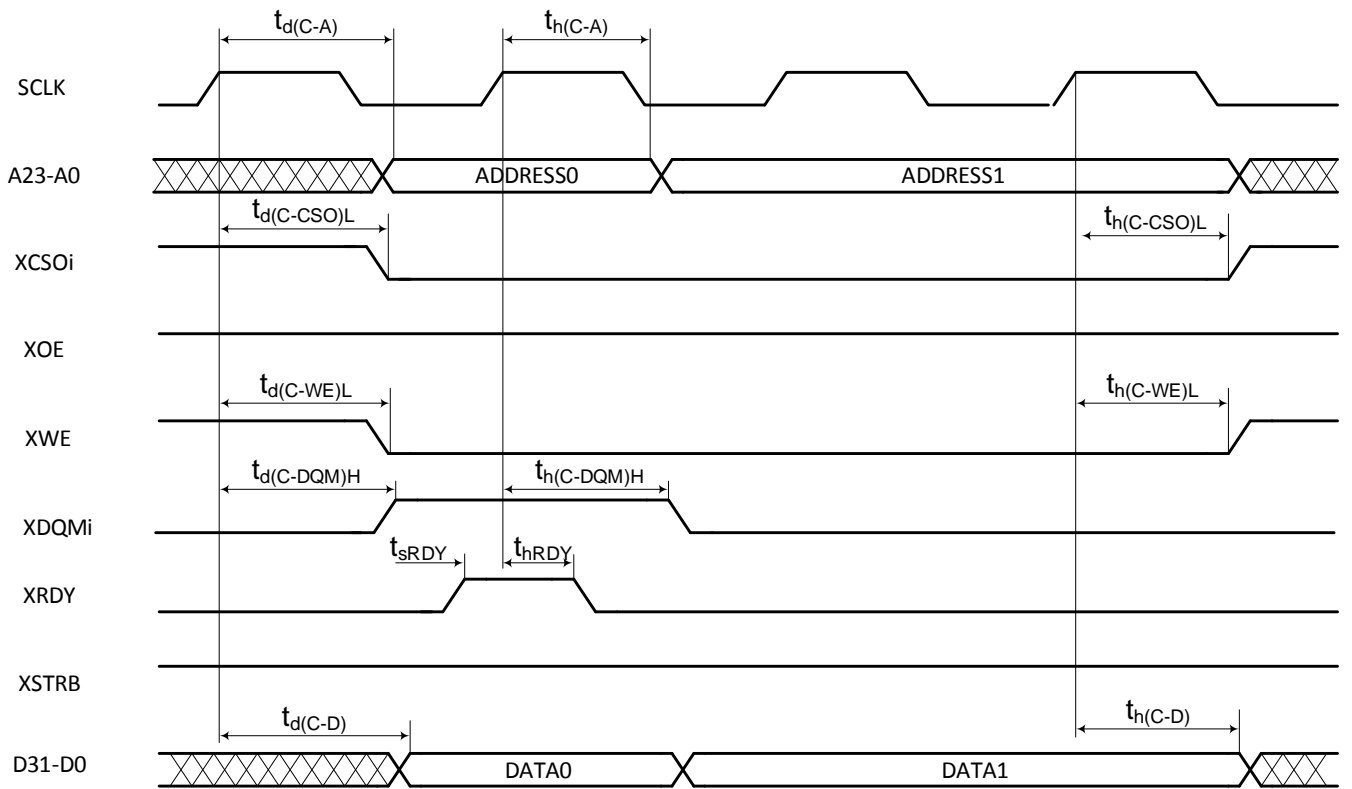 td(C-A)
th(C-A)
SCLK
A23-A0
ADDRESS0
ADDRESS1
td(C-CSO)L
th(C-CSO)L
XCSOi
XOE
td(C-WE)L
th(C-WE)L
XWE
td(C-DQM)H
th(C-DQM)H
XDQMi
tsRDY
thRDY
XRDY
XSTRB
td(C-D)
th(C-D)
D31-D0
DATA0
DATA1